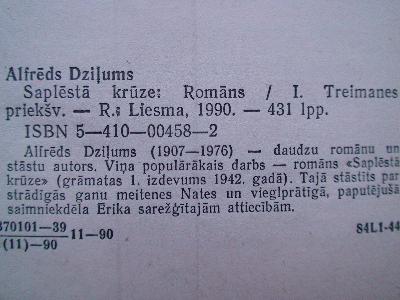 Alfrēds Dziļums
Saplēstā krūze: Romāns / I. Treimanes
priekšv. — R.: Liesma, 1990. — 431 lpp.
ISBN 5—410—00458—2
Alfrēds Dziļums (1907—1976) — daudzu romānu un
stāstu autors. Viņa populārākais darbs — romāns «Saplēstā
krūze» (grāmatas 1. izdevums 1942. gadā). Tajā stāstīts par
strādīgās ganu meitenes Nates un vieglprātīgā, paputējušā
saimniekdēla Ērika sarežģītajām attiecībām.
370101—39
(11)—90
11—90
84L1-44